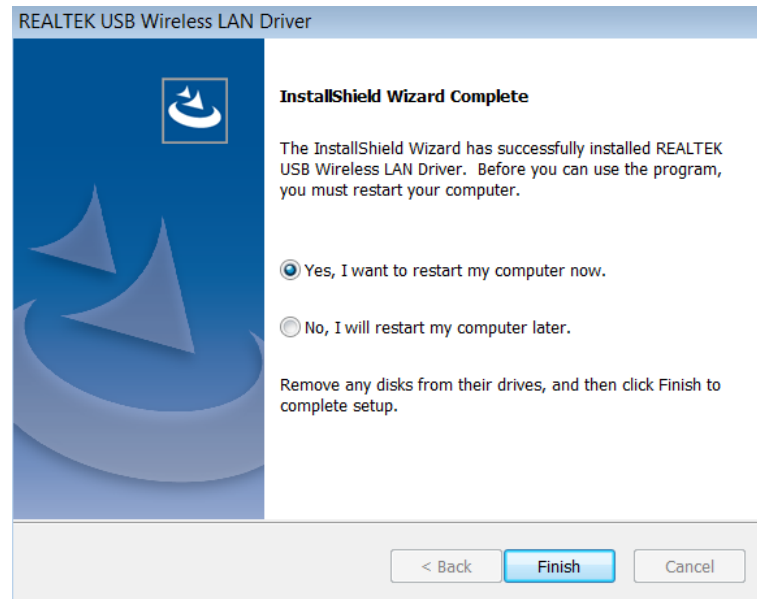 REALTEK USB Wireless LAN Driver
InstallShield Wizard Complete
The InstallShield Wizard has successfully installed REALTEK
USB Wireless LAN Driver.  Before you can use the program,
you must restart your computer.
Yes, I want to restart my computer now.
No, I will restart my computer later.
Remove any disks from their drives, and then click Finish to
complete setup.
< Back Finish Cancel